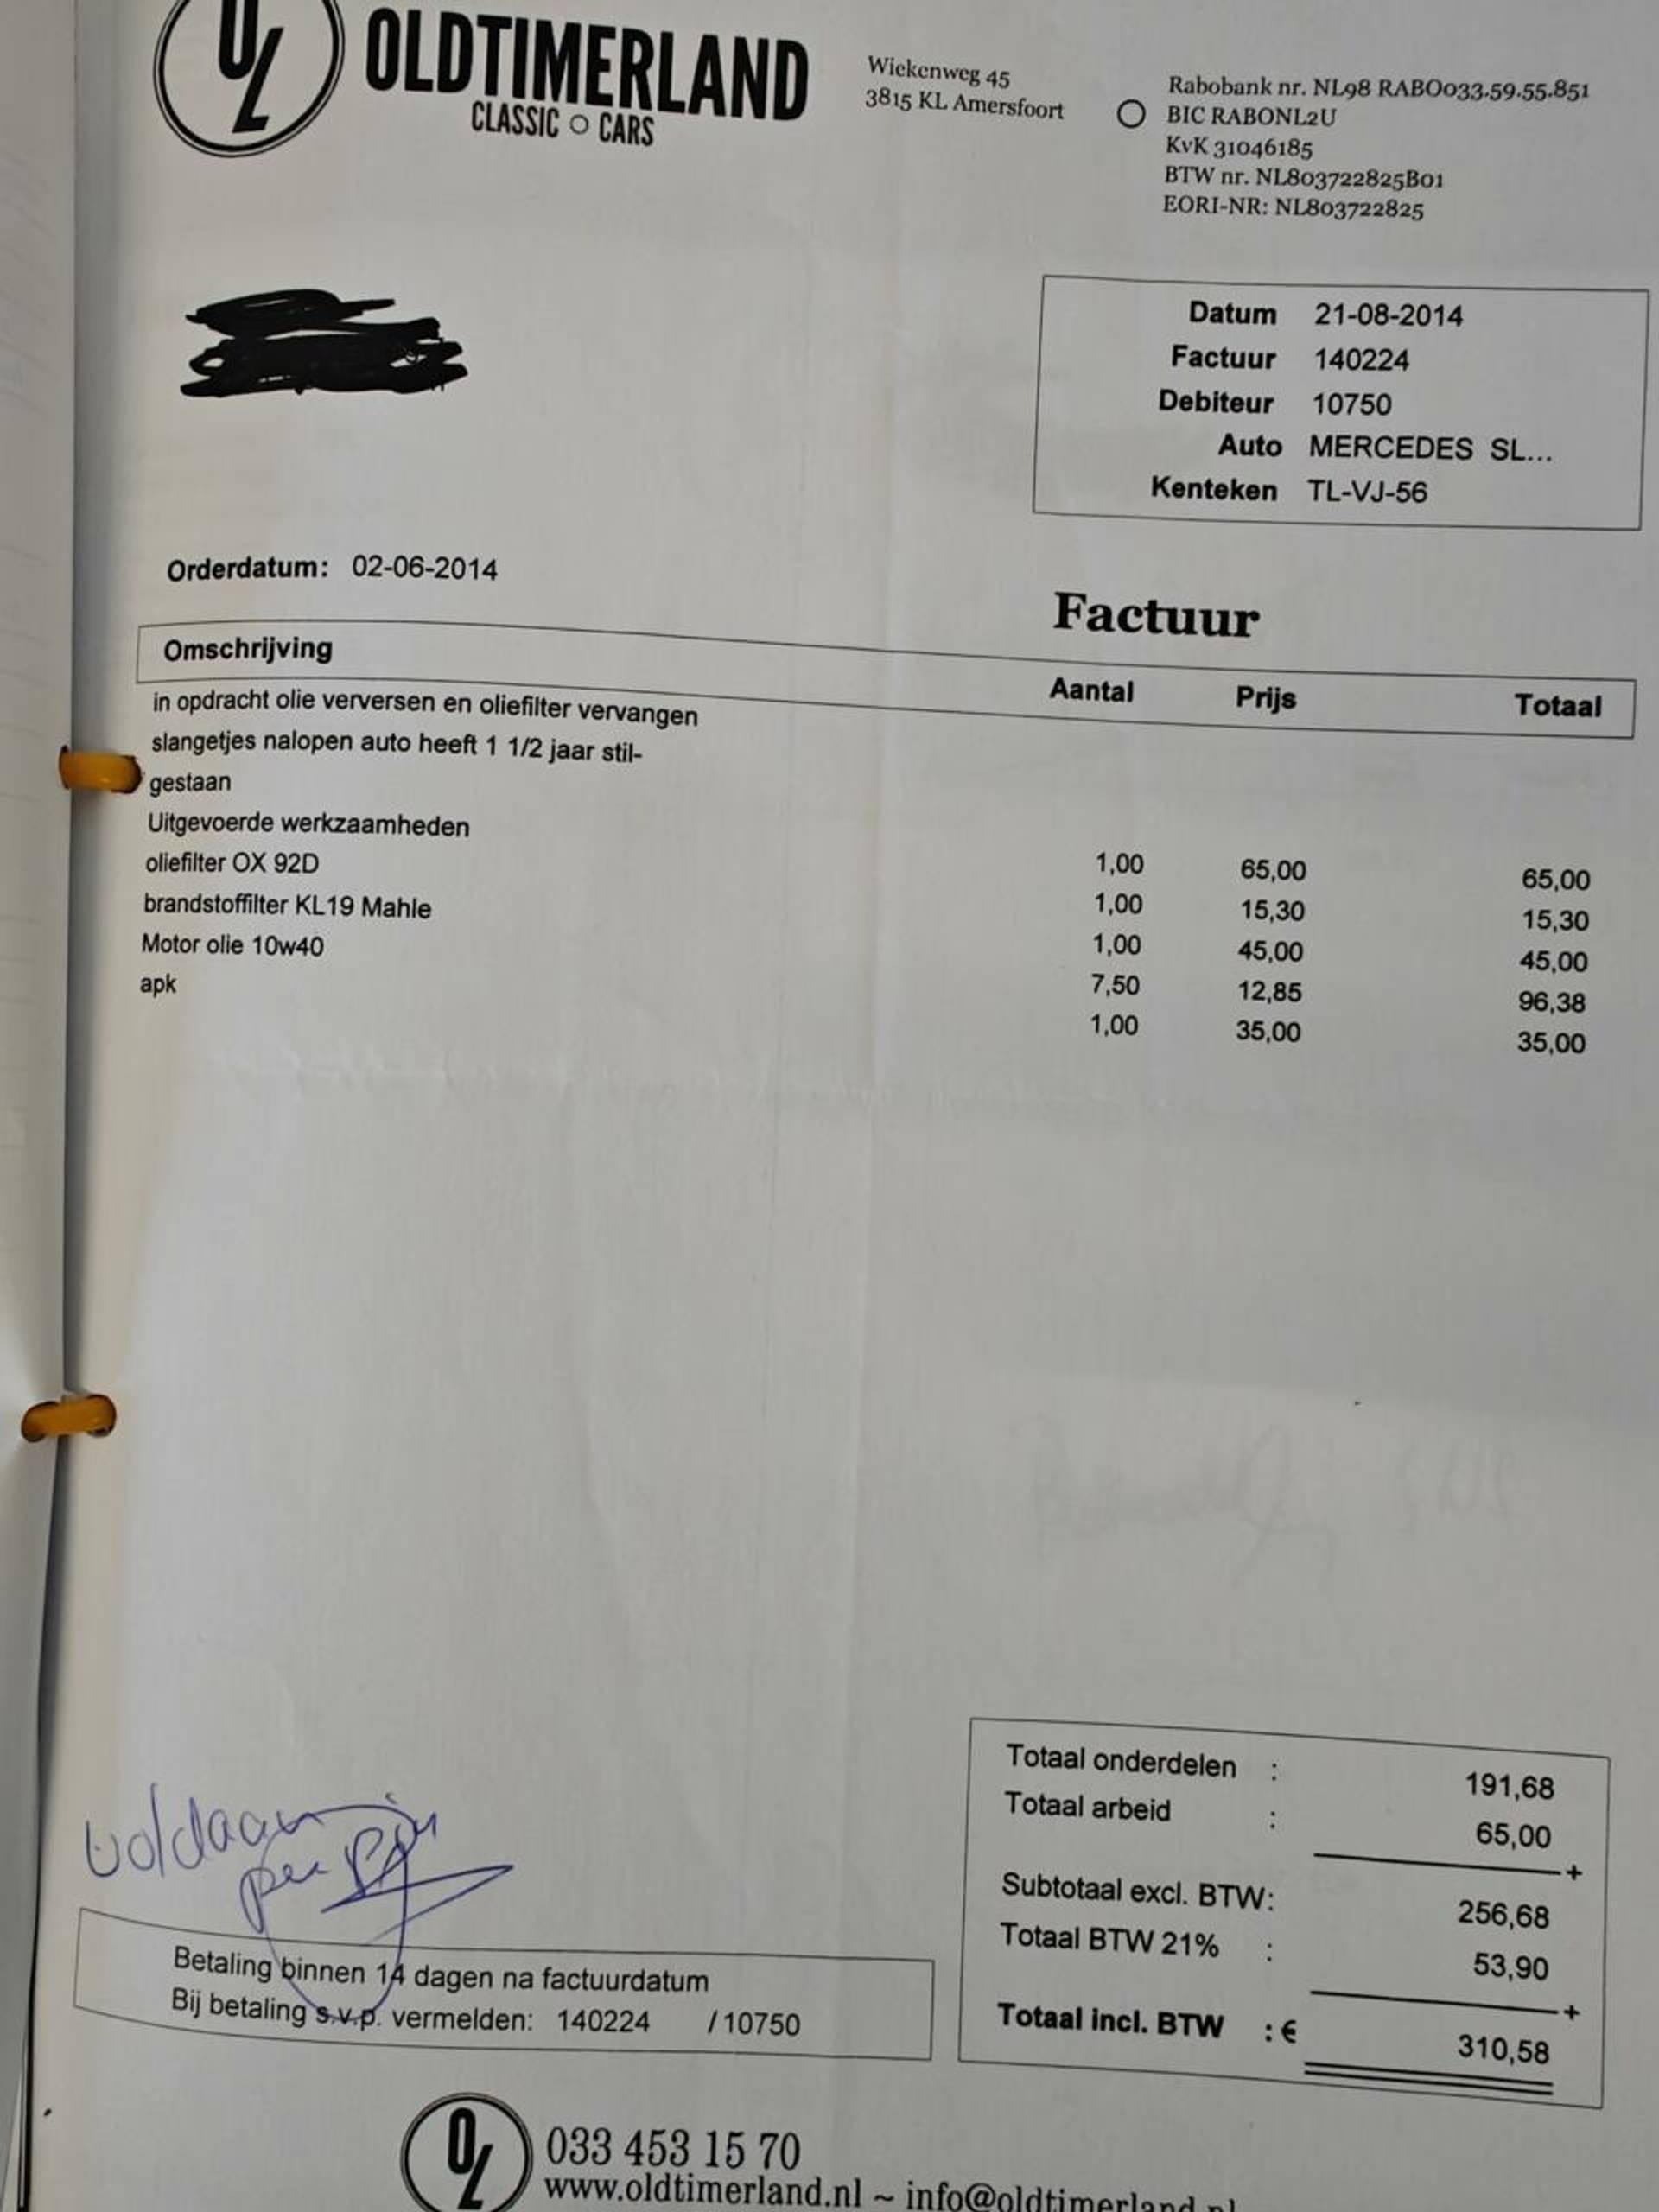 OLDTIMERLAND
CLASSIC O CARS
Wiekenweg 45
3815 KL Amersfoort
Rabobank nr. NL98 RABO033.59.55.851
BIC RABONL2U
KvK 31046185
BTW nr. NL803722825B01
EORI-NR: NL803722825
Datum 21-08-2014
Factuur 140224
Debiteur 10750
Auto MERCEDES SL...
Kenteken TL-VJ-56
Orderdatum: 02-06-2014
Factuur
Omschrijving Aantal Prijs Totaal
in opdracht olie verversen en oliefilter vervangen
slangetjes nalopen auto heeft 1 1/2 jaar stil-
gestaan
Uitgevoerde werkzaamheden 1,00 65,00 65,00
oliefilter OX 92D 1,00 15,30 15,30
brandstoffilter KL19 Mahle 1,00 45,00 45,00
Motor olie 10w40 7,50 12,85 96,38
apk 1,00 35,00 35,00
Totaal onderdelen : 191,68
Totaal arbeid : 65,00
+
Subtotaal excl. BTW: 256,68
Totaal BTW 21% : 53,90
+
Totaal incl. BTW : € 310,58
voldaan
per
Betaling binnen 14 dagen na factuurdatum
Bij betaling s.v.p. vermelden: 140224 / 10750
033 453 15 70
www.oldtimerland.nl ~ info@oldtimerland.nl